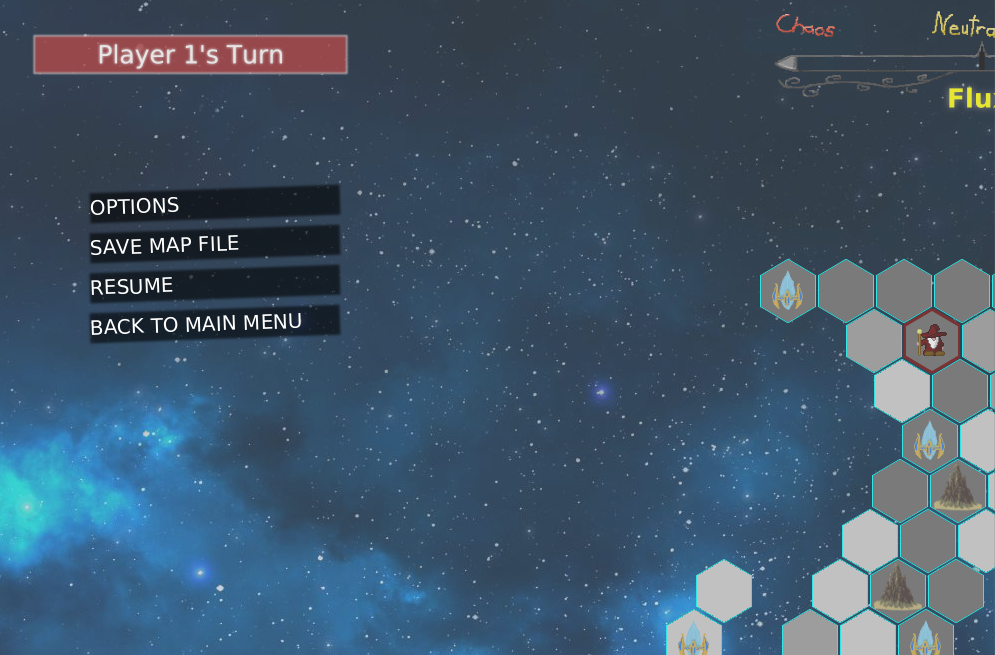 Chaos
Player 1's Turn
OPTIONS
SAVE MAP FILE
RESUME
BACK TO MAIN MENU